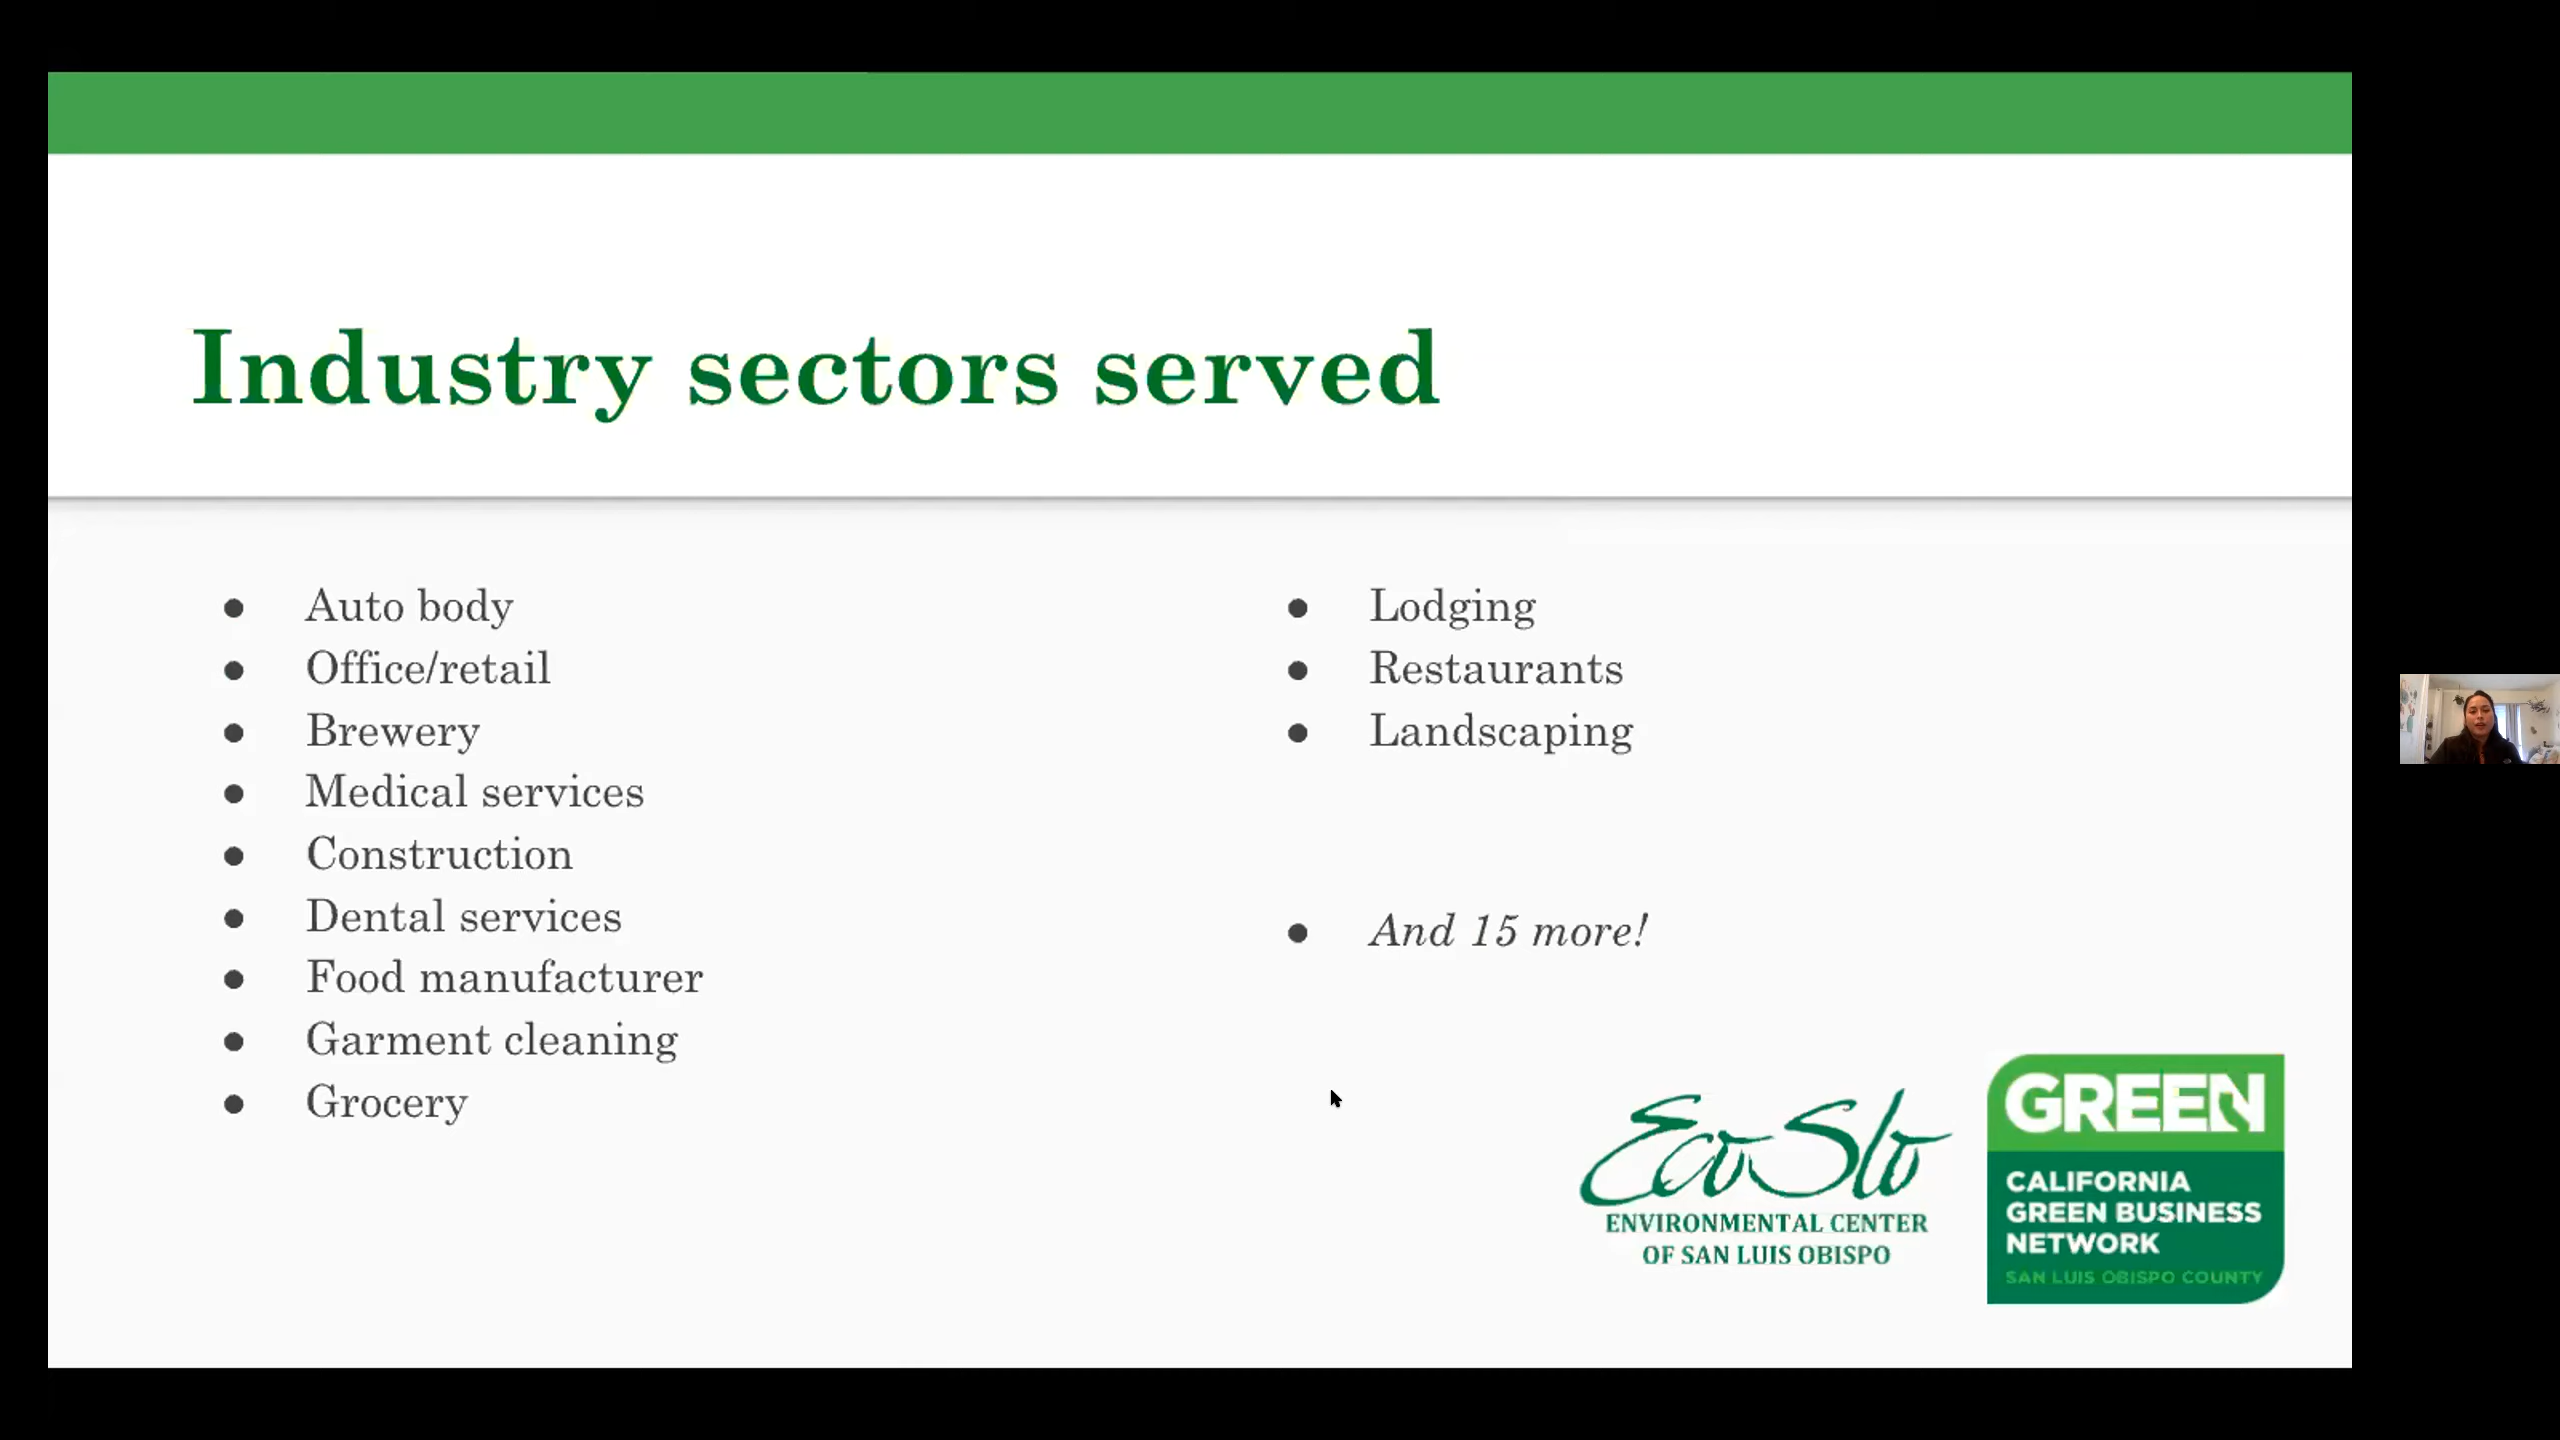 Industry sectors served
● Auto body
● Office/retail
● Brewery
● Medical services
● Construction
● Dental services
● Food manufacturer
● Garment cleaning
● Grocery
● Lodging
● Restaurants
● Landscaping
● And 15 more!
EcoSlo
ENVIRONMENTAL CENTER
OF SAN LUIS OBISPO
GREEN
CALIFORNIA
GREEN BUSINESS
NETWORK
SAN LUIS OBISPO COUNTY